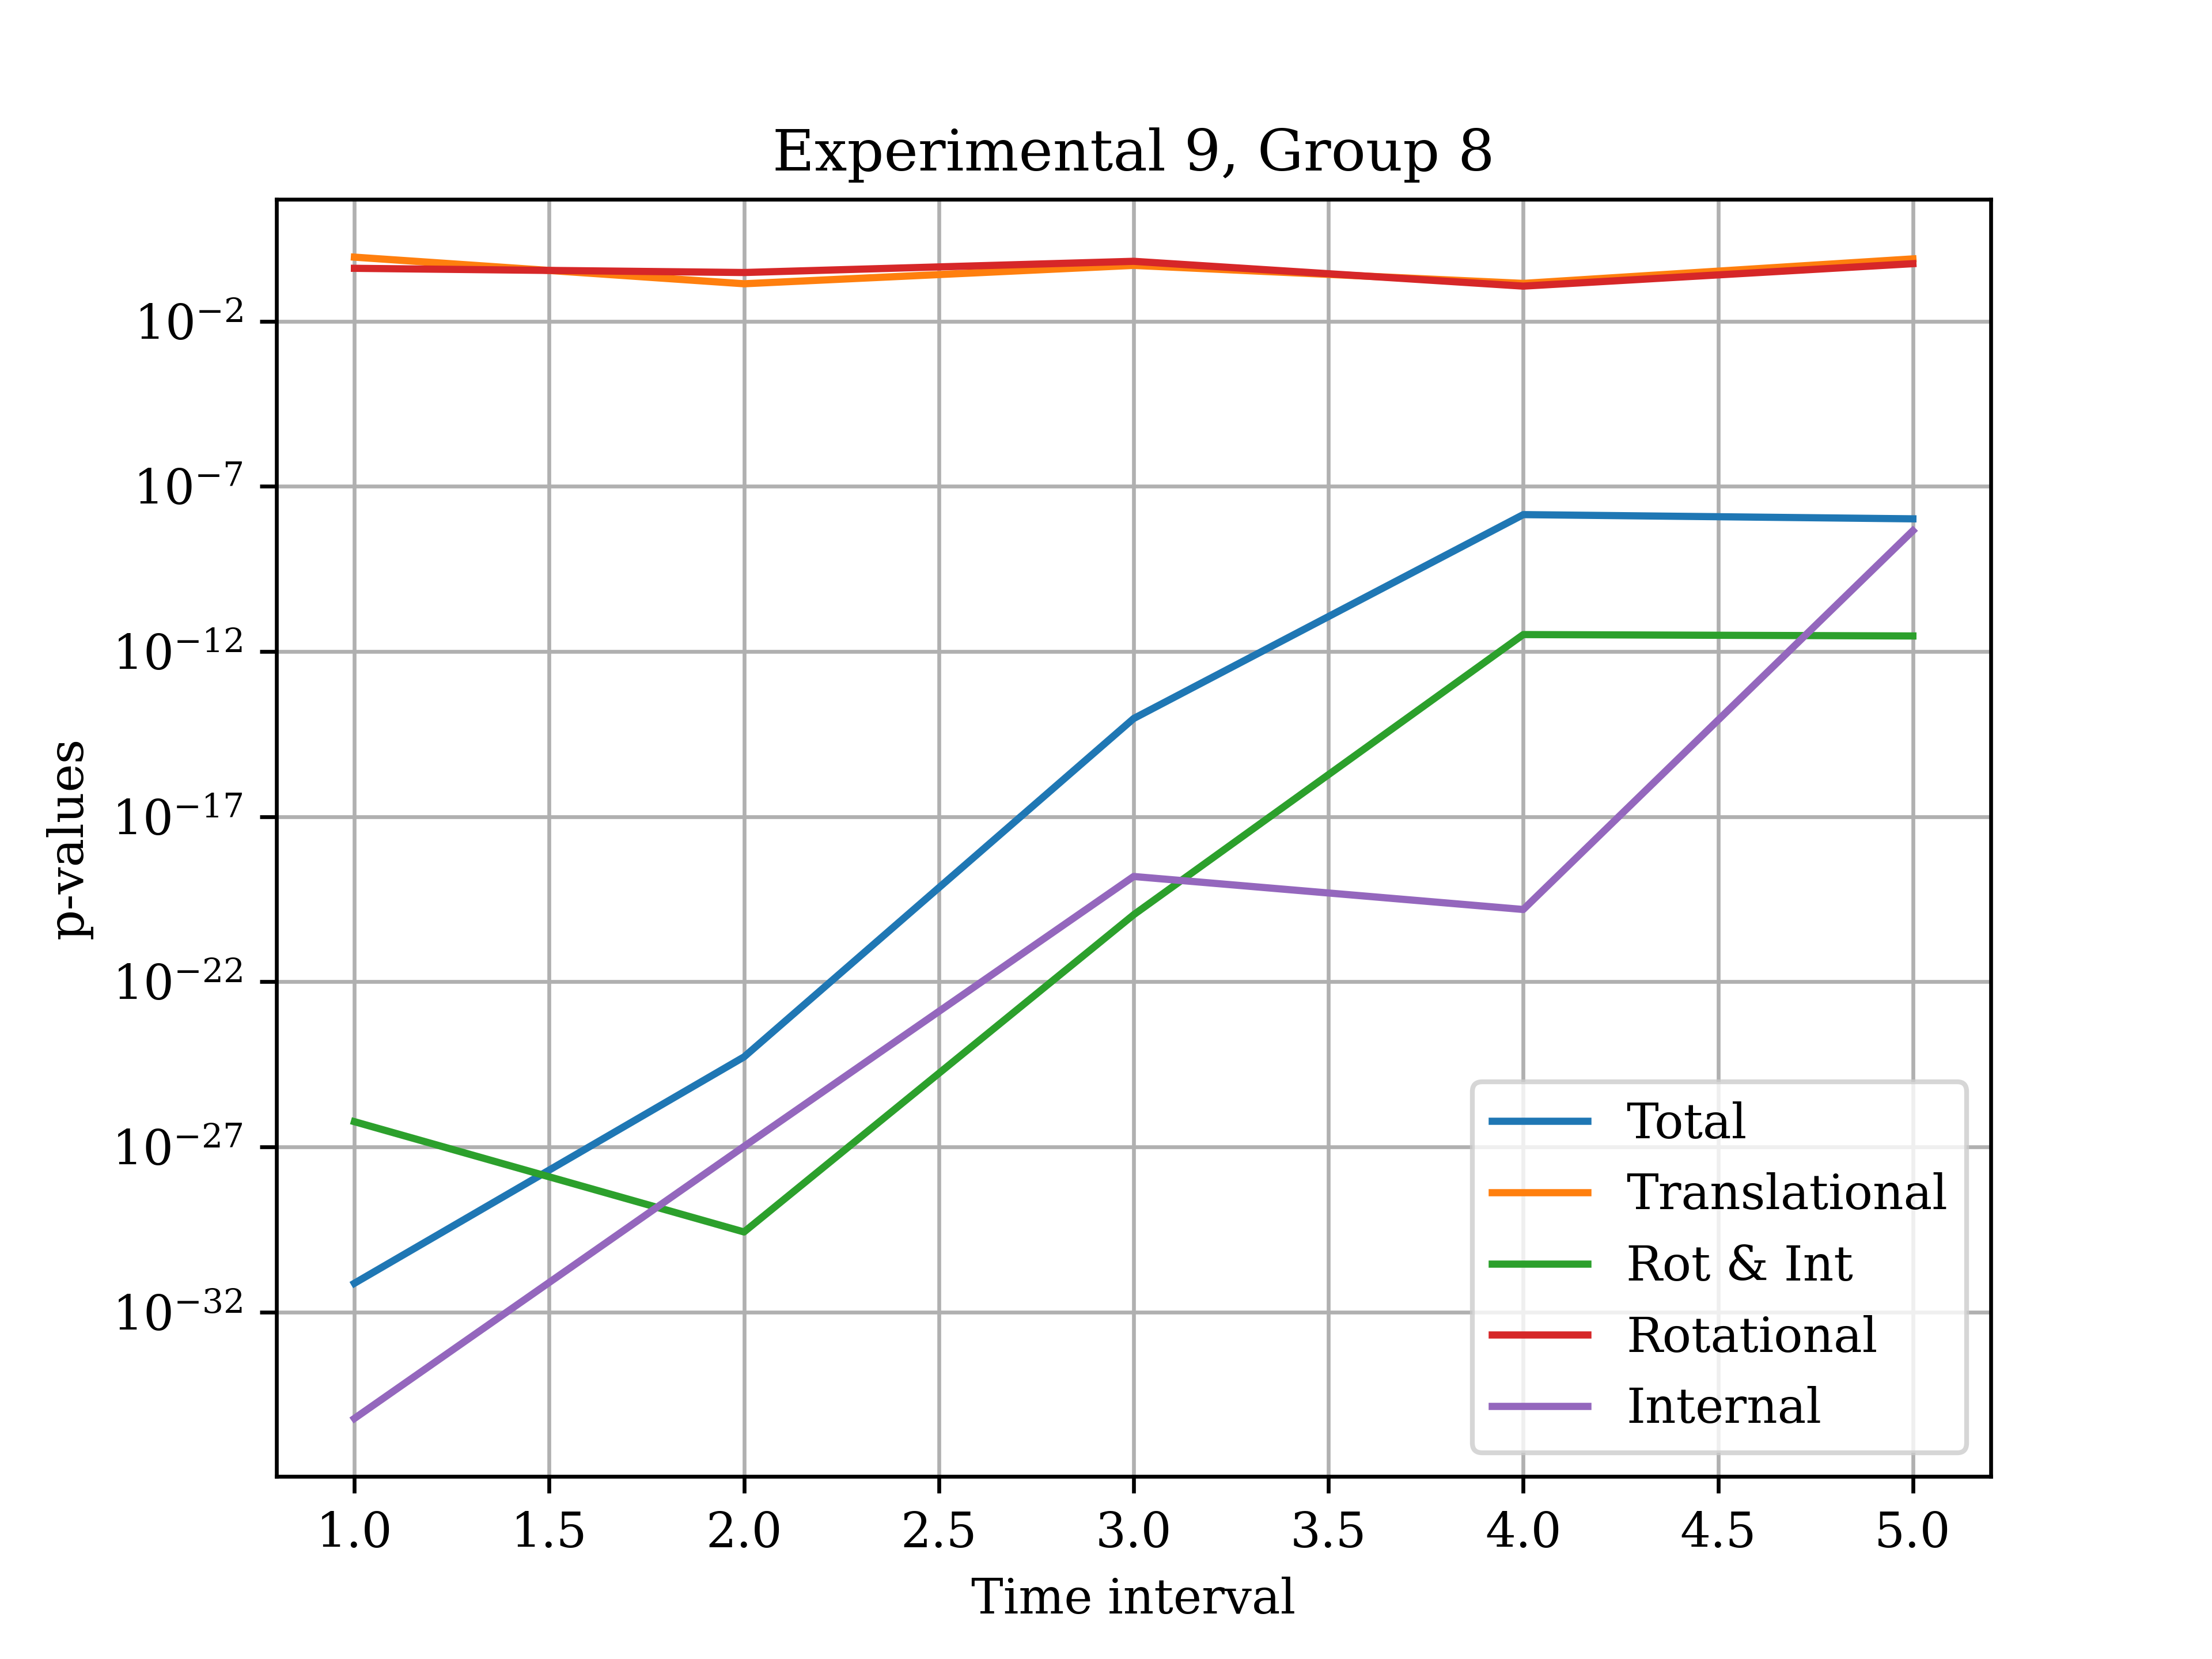 Experimental 9, Group 8
10⁻²
10⁻⁷
10⁻¹²
10⁻¹⁷
10⁻²²
10⁻²⁷
10⁻³²
p-values
Total
Translational
Rot & Int
Rotational
Internal
1.0 1.5 2.0 2.5 3.0 3.5 4.0 4.5 5.0
Time interval